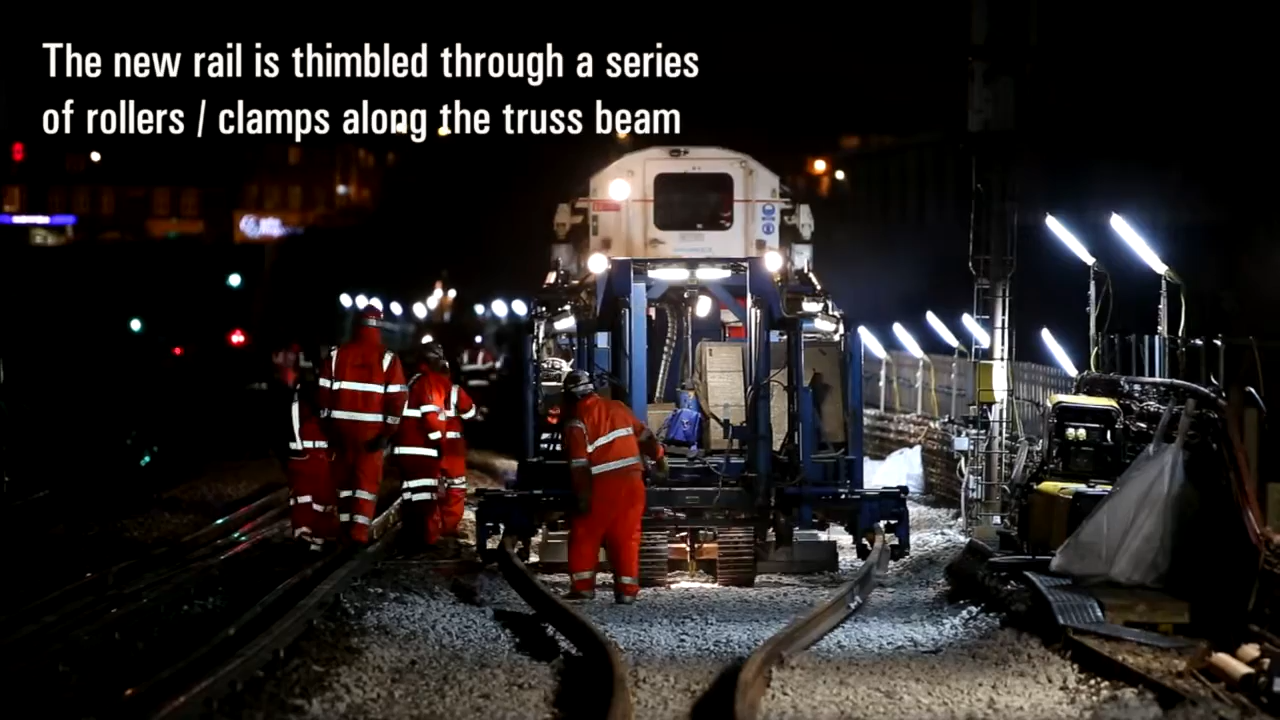 The new rail is thimbled through a series
of rollers / clamps along the truss beam